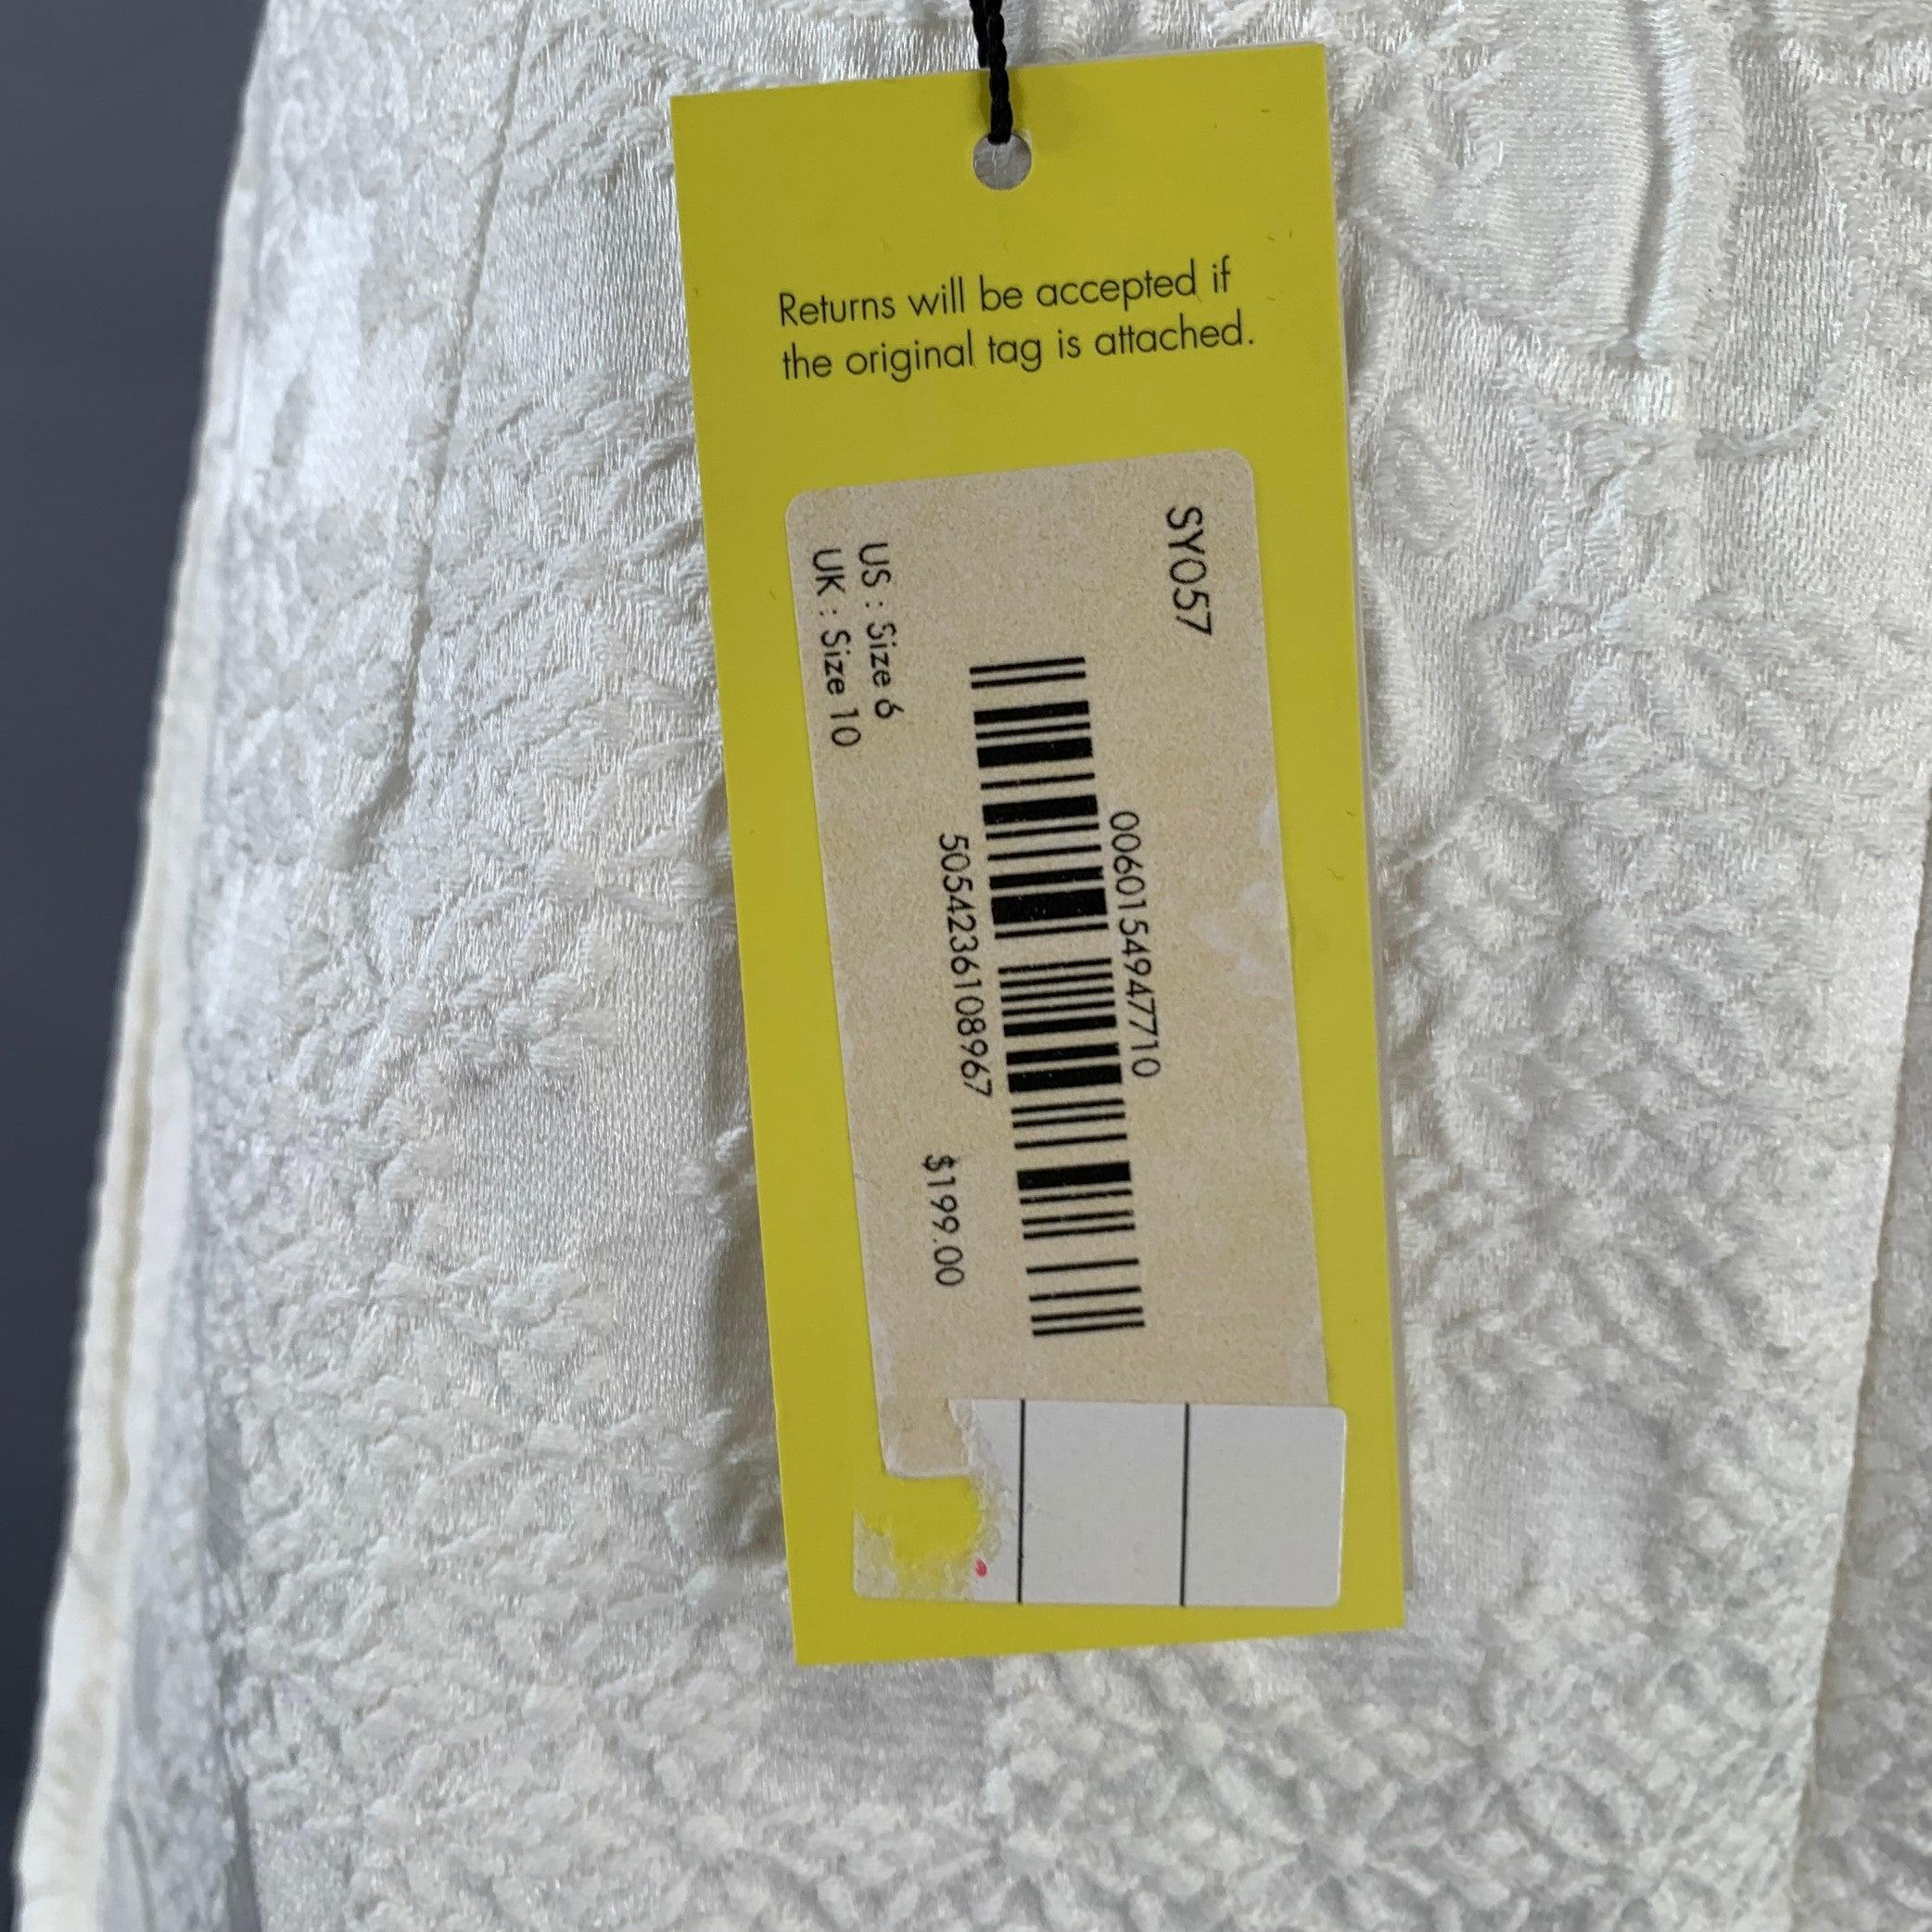 Returns will be accepted if
the original tag is attached.
SY057
0060154947710
5054236108967
$199.00
US : Size 6
UK : Size 10